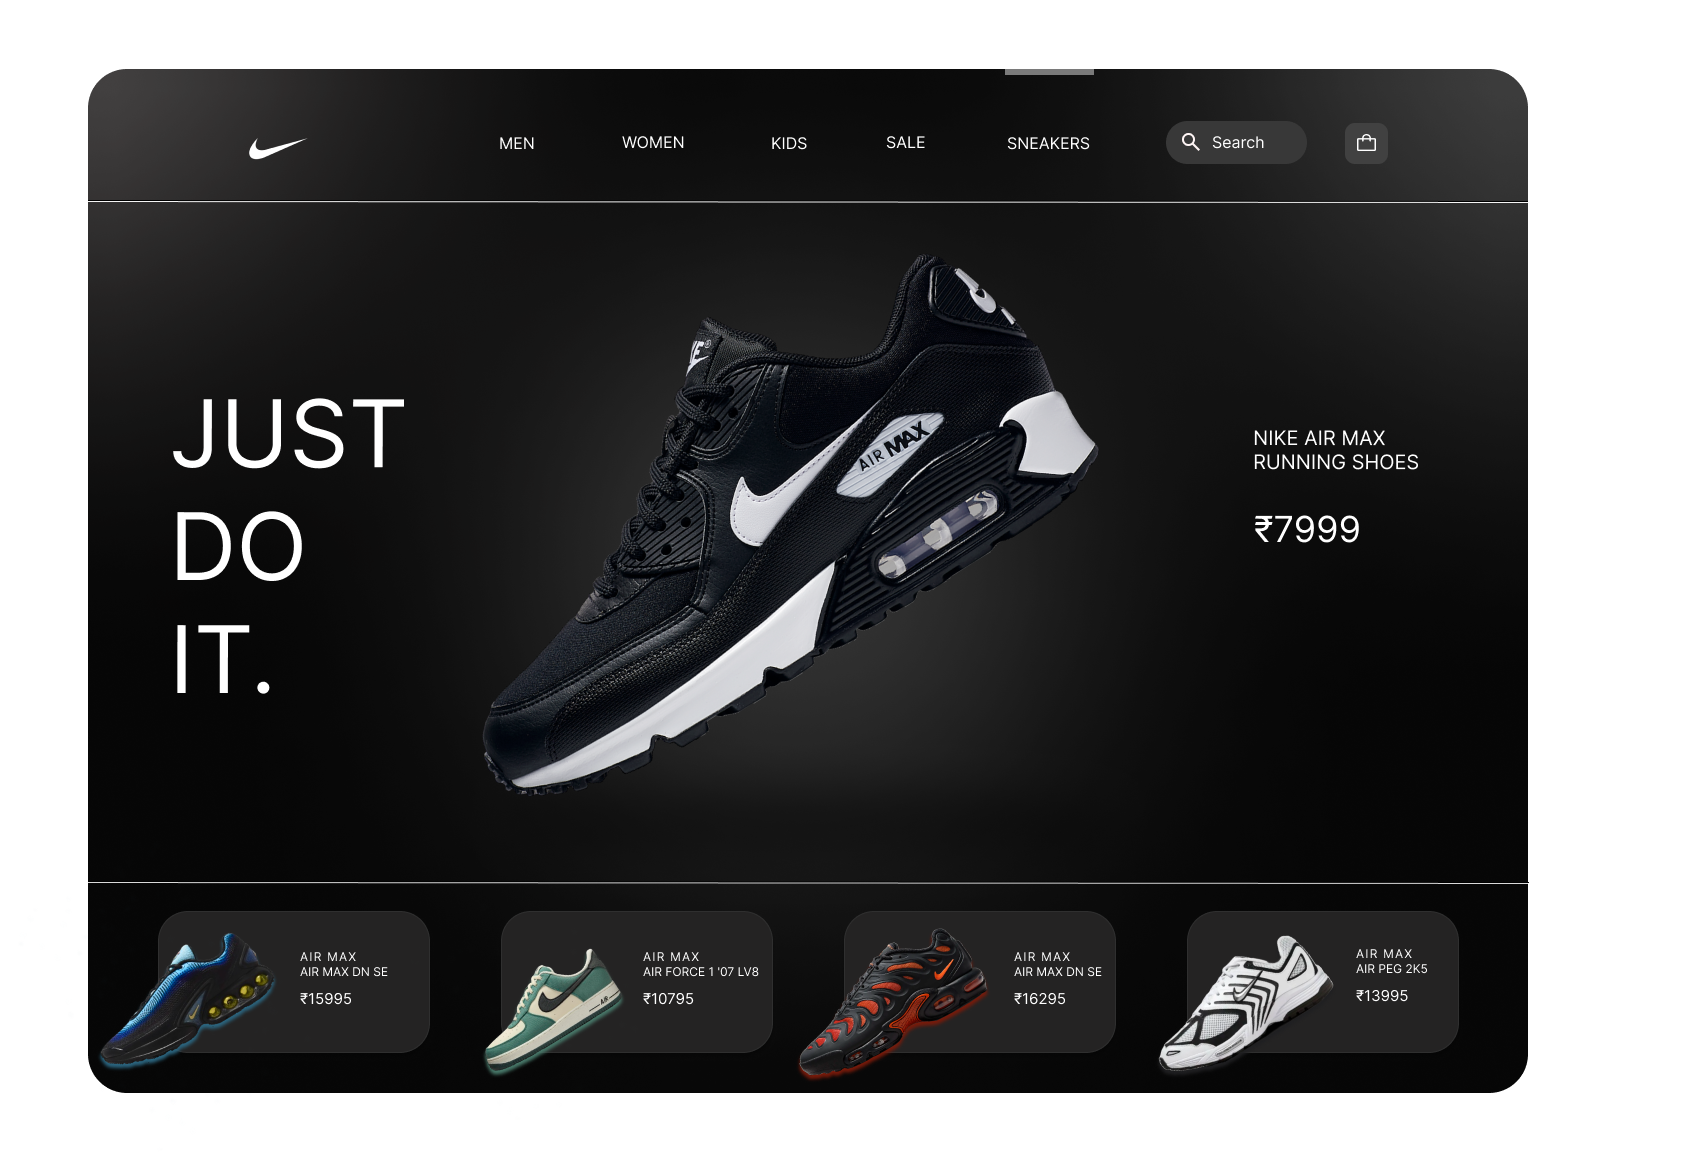 MEN WOMEN KIDS SALE SNEAKERS Search
JUST
DO
IT.
AIR MAX
NIKE AIR MAX
RUNNING SHOES
₹7999
AIR MAX
AIR MAX DN SE
₹15995
AIR
AIR MAX
AIR FORCE 1 '07 LV8
₹10795
AIR MAX
AIR MAX DN SE
₹16295
AIR MAX
AIR PEG 2K5
₹13995